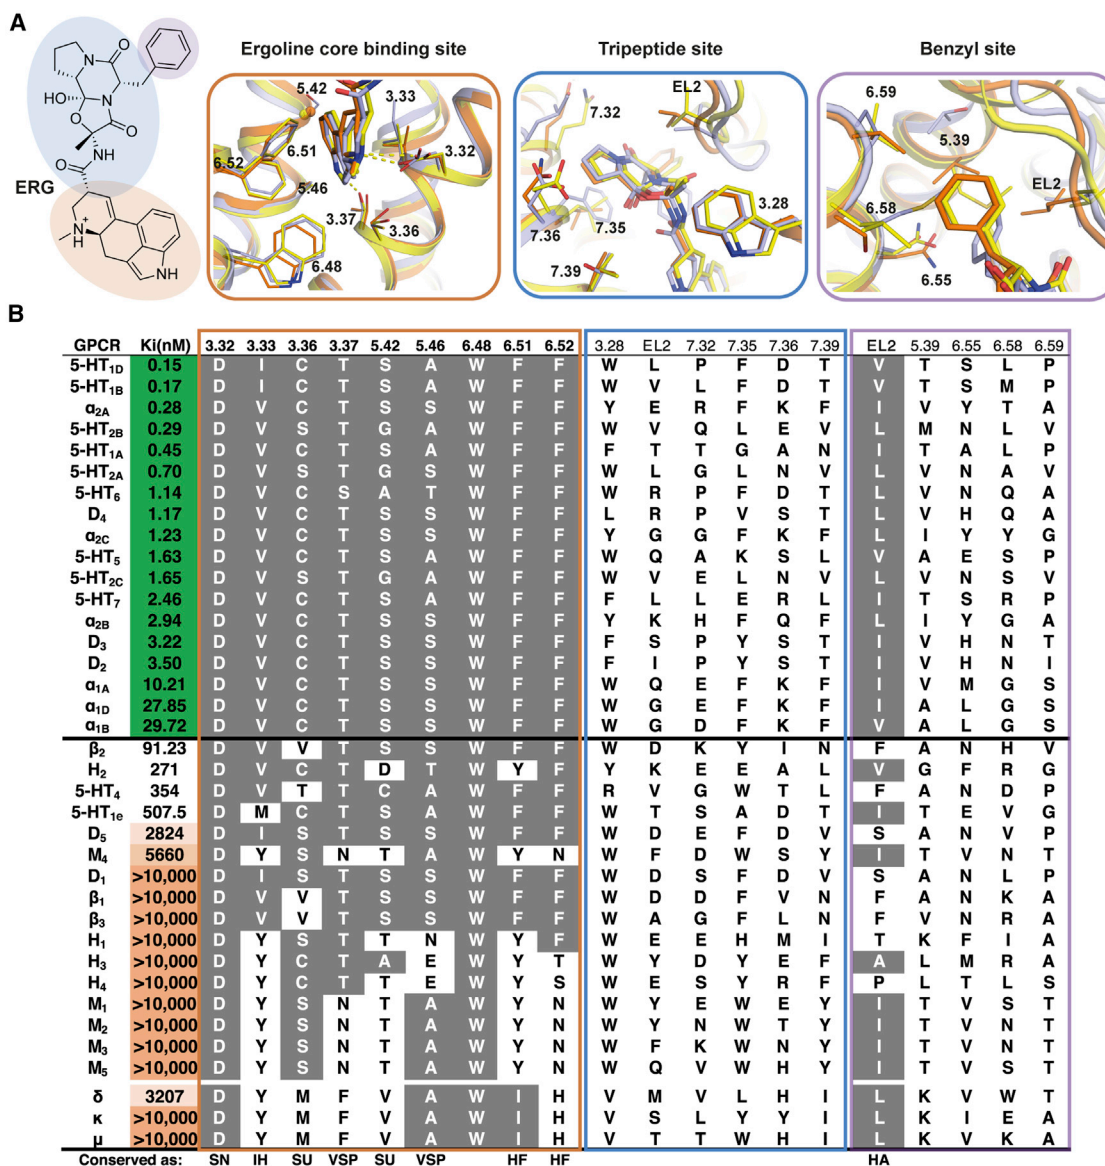 A
Ergoline core binding site
Tripeptide site
Benzyl site
N
O
HO
N
O
O
NH
O
ERG
NH
+
NH
5.42
3.33
6.52
6.51
3.32
5.46
3.37
3.36
6.48
7.32
EL2
3.28
7.36
7.35
7.39
6.59
5.39
EL2
6.58
6.55
B
GPCR Ki(nM) 3.32 3.33 3.36 3.37 5.42 5.46 6.48 6.51 6.52 3.28 EL2 7.32 7.35 7.36 7.39 EL2 5.39 6.55 6.58 6.59
5-HT1D 0.15 D I C T S A W F F W L P F D T V T S L P
5-HT1B 0.17 D I C T S A W F F W V L F D T V T S M P
α2A 0.28 D V C T S S W F F Y E R F K F I V Y T A
5-HT2B 0.29 D V S T G A W F F W V Q L E V L M N L V
5-HT1A 0.45 D V C T S A W F F F T T G A N I T A L P
5-HT2A 0.70 D V S T G S W F F W L G L N V L V N A V
5-HT6 1.14 D V C S A T W F F W R P F D T L V N Q A
D4 1.17 D V C T S S W F F L R P V S T L V H Q A
α2C 1.23 D V C T S S W F F Y G G F K F L I Y Y G
5-HT5 1.63 D V C T S A W F F W Q A K S L V A E S P
5-HT2C 1.65 D V S T G A W F F W V E L N V L V N S V
5-HT7 2.46 D V C T S A W F F F L L E R L I T S R P
α2B 2.94 D V C T S S W F F Y K H F Q F L I Y G A
D3 3.22 D V C T S S W F F F S P Y S T I V H N T
D2 3.50 D V C T S S W F F F I P Y S T I V H N I
α1A 10.21 D V C T S S W F F W Q E F K F I V M G S
α1D 27.85 D V C T S S W F F W G E F K F I A L G S
α1B 29.72 D V C T S S W F F W G D F K F V A L G S
β2 91.23 D V V T S S W F F W D K Y I N F A N H V
H2 271 D V C T D T W Y F Y K E E A L V G F R G
5-HT4 354 D V T T C A W F F R V G W T L F A N D P
5-HT1e 507.5 D M C T S A W F F W T S A D T I T E V G
D5 2824 D I S T S S W F F W D E F D V S A N V P
M4 5660 D Y S N T A W Y N W F D W S Y I T V N T
D1 >10,000 D I S T S S W F F W D S F D V S A N L P
β1 >10,000 D V V T S S W F F W D D F V N F A N K A
β3 >10,000 D V V T S S W F F W A G F L N F V N R A
H1 >10,000 D Y S T T N W Y F W E E H M I T K F I A
H3 >10,000 D Y C T A E W Y T W Y D Y E F A L M R A
H4 >10,000 D Y C T T E W Y S W E S Y R F P L T L S
M1 >10,000 D Y S N T A W Y N W Y E W E Y I T V S T
M2 >10,000 D Y S N T A W Y N W Y N W T Y I T V N T
M3 >10,000 D Y S N T A W Y N W F K W N Y I T V N T
M5 >10,000 D Y S N T A W Y N W Q V W H Y I T V S T
δ 3207 D Y M F V A W I H V M V L H I L K V W T
κ >10,000 D Y M F V A W I H V S L Y Y I L K I E A
μ >10,000 D Y M F V A W I H V T T W H I L K V K A
Conserved as: SN IH SU VSP SU VSP HF HF HA